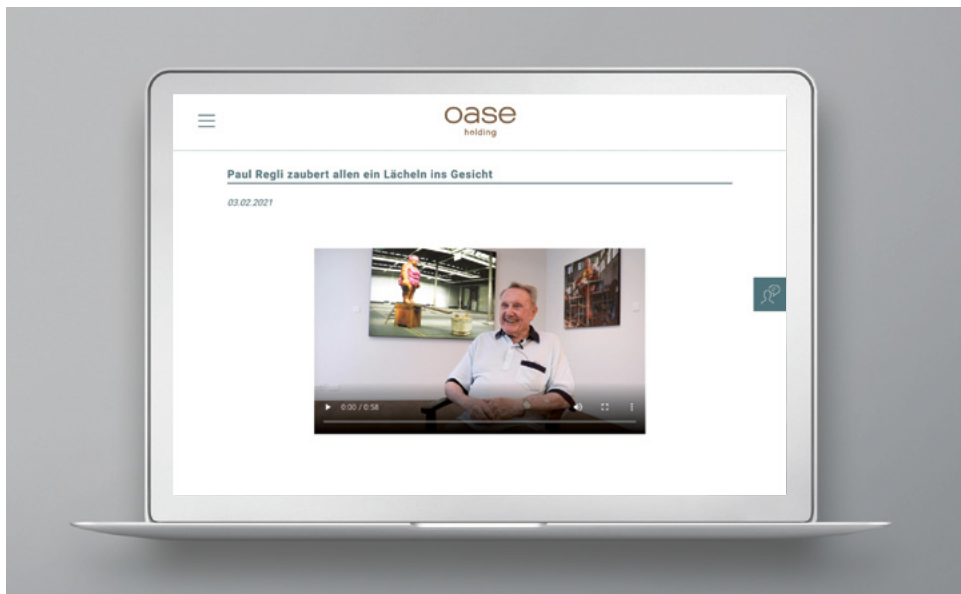 oase
holding
Paul Regli zaubert allen ein Lächeln ins Gesicht
03.02.2021
0:00 / 0:58